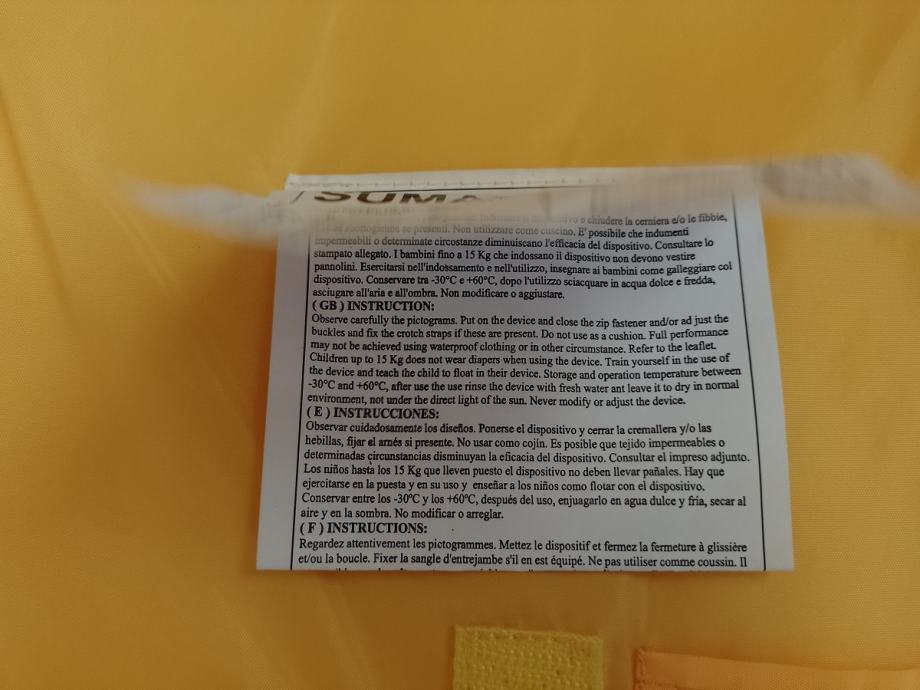 SUMA
chiudere la cerniera e/o le fibbie,
se presenti. Non utilizzare come cuscino. E' possibile che indumenti
impermeabili o determinate circostanze diminuiscano l'efficacia del dispositivo. Consultare lo
stampato allegato. I bambini fino a 15 Kg che indossano il dispositivo non devono vestire
pannolini. Esercitarsi nell'indossamento e nell'utilizzo, insegnare ai bambini come galleggiare col
dispositivo. Conservare tra -30°C e +60°C, dopo l'utilizzo sciacquare in acqua dolce e fredda,
asciugare all'aria e all'ombra. Non modificare o aggiustare.
( GB ) INSTRUCTION:
Observe carefully the pictograms. Put on the device and close the zip fastener and/or ad just the
buckles and fix the crotch straps if these are present. Do not use as a cushion. Full performance
may not be achieved using waterproof clothing or in other circumstance. Refer to the leaflet.
Children up to 15 Kg does not wear diapers when using the device. Train yourself in the use of
the device and teach the child to float in their device. Storage and operation temperature between
-30°C and +60°C, after use the use rinse the device with fresh water ant leave it to dry in normal
environment, not under the direct light of the sun. Never modify or adjust the device.
( E ) INSTRUCCIONES:
Observar cuidadosamente los diseños. Ponerse el dispositivo y cerrar la cremallera y/o las
hebillas, fijar el arnés si presente. No usar como cojín. Es posible que tejido impermeables o
determinadas circunstancias disminuyan la eficacia del dispositivo. Consultar el impreso adjunto.
Los niños hasta los 15 Kg que lleven puesto el dispositivo no deben llevar pañales. Hay que
ejercitarse en la puesta y en su uso y enseñar a los niños como flotar con el dispositivo.
Conservar entre los -30°C y los +60°C, después del uso, enjuagarlo en agua dulce y fría, secar al
aire y en la sombra. No modificar o arreglar.
( F ) INSTRUCTIONS:
Regardez attentivement les pictogrammes. Mettez le dispositif et fermez la fermeture à glissière
et/ou la boucle. Fixer la sangle d'entrejambe s'il en est équipé. Ne pas utiliser comme coussin. Il